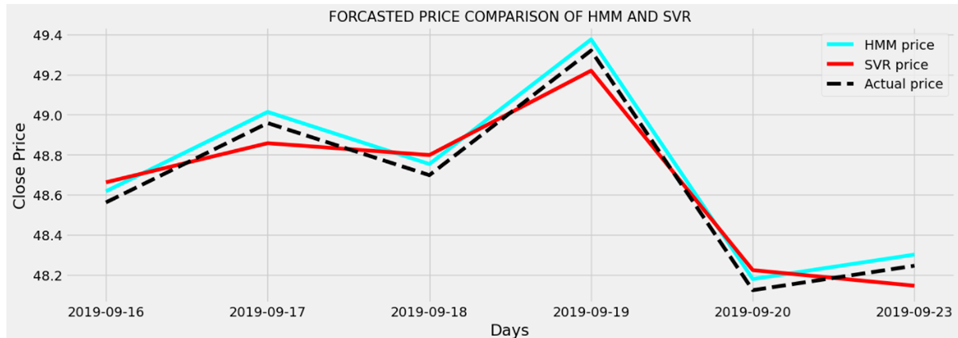 FORCASTED PRICE COMPARISON OF HMM AND SVR
49.4
49.2
49.0
48.8
48.6
48.4
48.2
Close Price
HMM price
SVR price
Actual price
2019-09-16 2019-09-17 2019-09-18 2019-09-19 2019-09-20 2019-09-23
Days